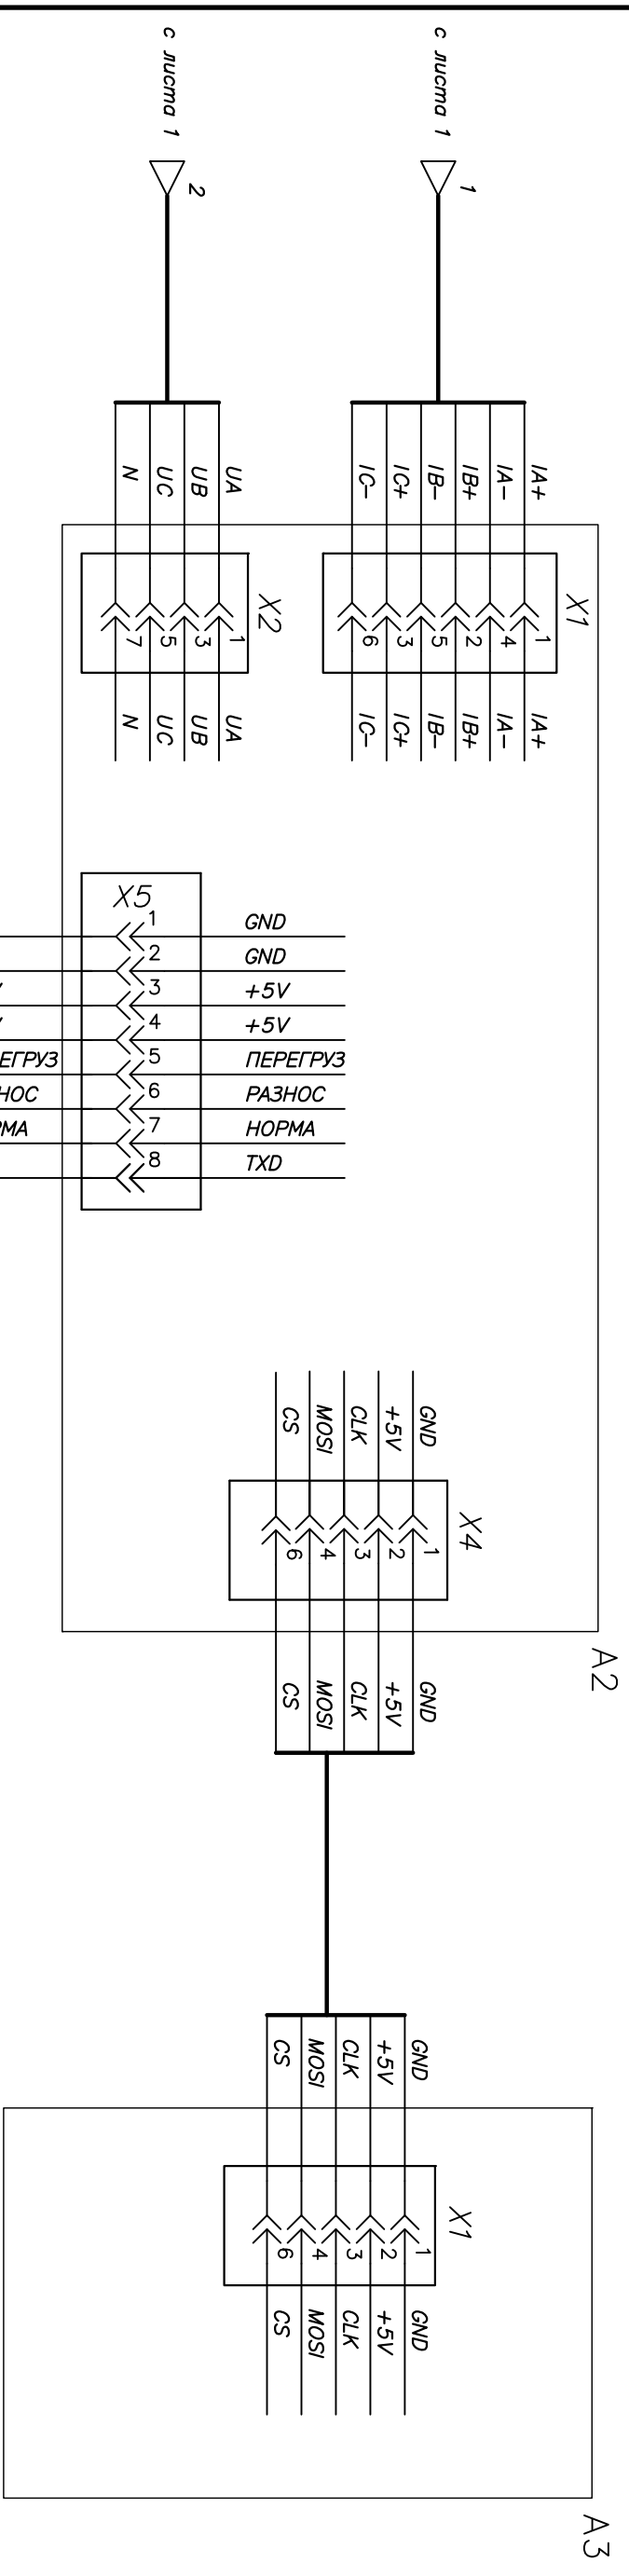 с листа 1
1
IA+
IA-
IB+
IB-
IC+
IC-
X1
1
4
2
5
3
6
IA+
IA-
IB+
IB-
IC+
IC-
с листа 1
2
UA
UB
UC
N
X2
1
3
5
7
UA
UB
UC
N
X5
1 GND
2 GND
3 +5V
4 +5V
5 ПЕРЕГРУЗ
6 РАЗНОС
7 НОРМА
8 TXD
GND
+5V
CLK
MOSI
CS
X4
1
2
3
4
6
A2
GND
+5V
CLK
MOSI
CS
GND
+5V
CLK
MOSI
CS
X1
1
2
3
4
6
GND
+5V
CLK
MOSI
CS
A3